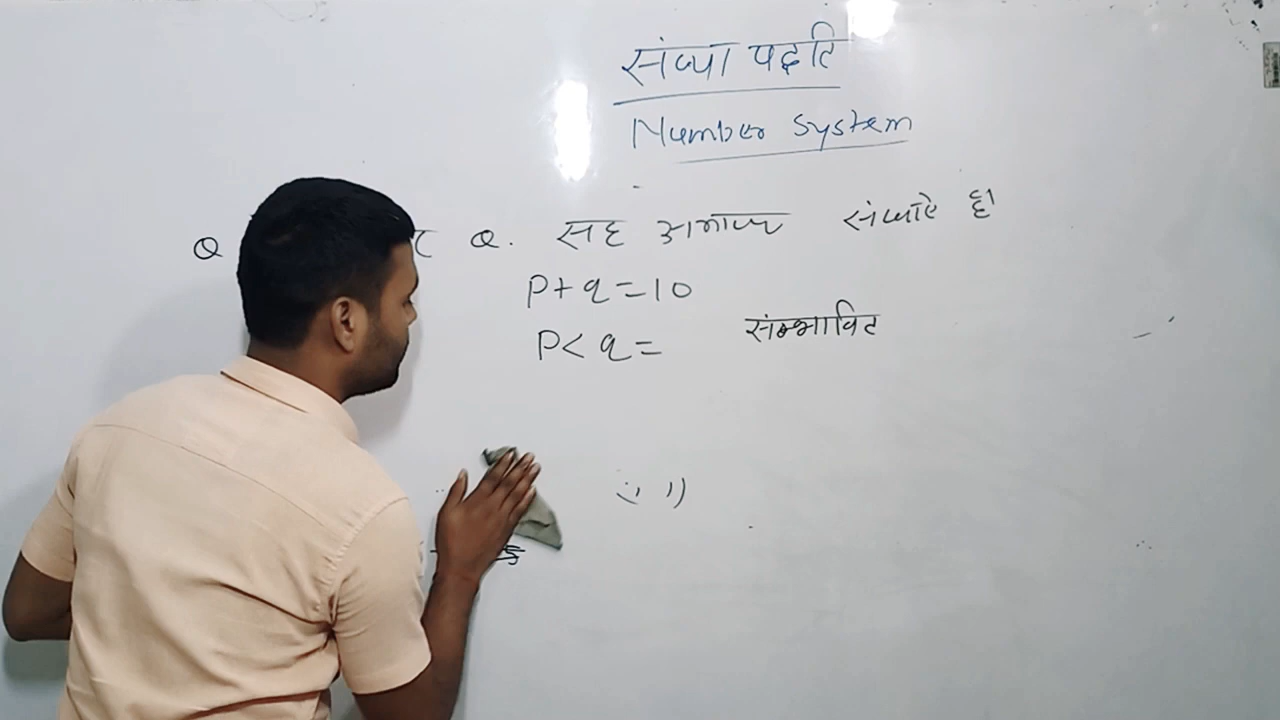 संख्या पद्धति
Number System
Q Q. सह अभाज्य संख्याऐ है।
P+q=10
P< q= संम्भावित